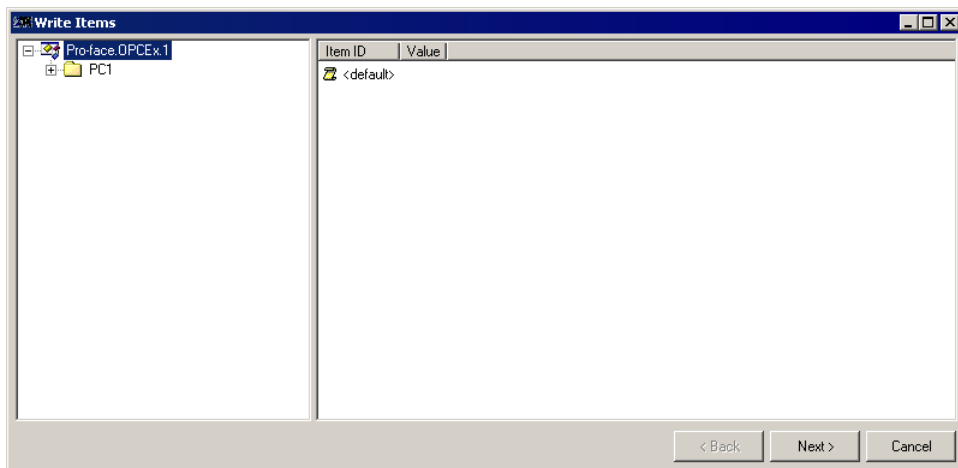 Write Items
Pro-face.OPCEx.1
PC1
Item ID Value
<default>
< Back Next > Cancel